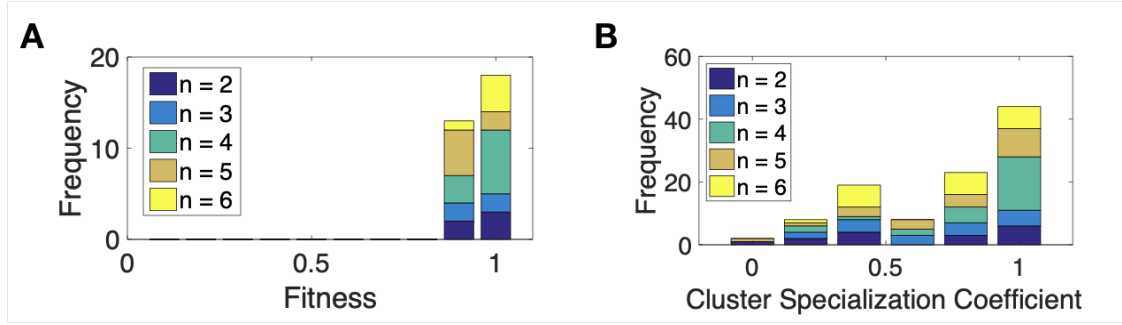 A
Frequency
20
10
0
n = 2
n = 3
n = 4
n = 5
n = 6
0
0.5
1
Fitness
B
Frequency
60
40
20
0
n = 2
n = 3
n = 4
n = 5
n = 6
0
0.5
1
Cluster Specialization Coefficient